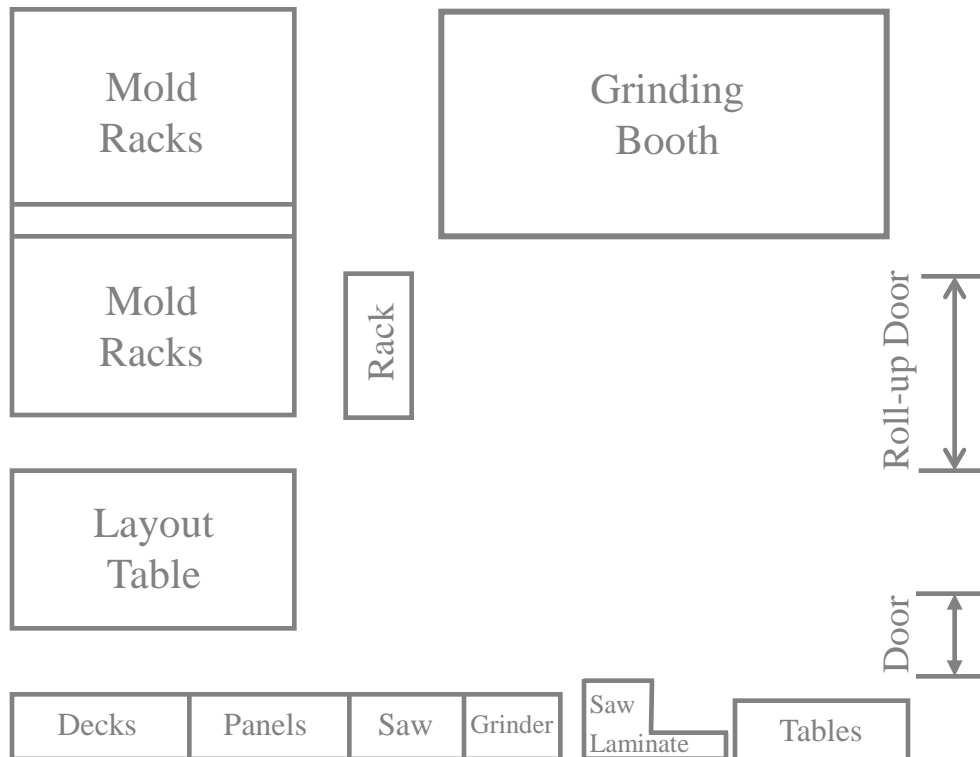 Mold
Racks
Grinding
Booth
Mold
Racks
Rack
Roll-up Door
Layout
Table
Door
Decks
Panels
Saw
Grinder
Saw
Laminate
Tables